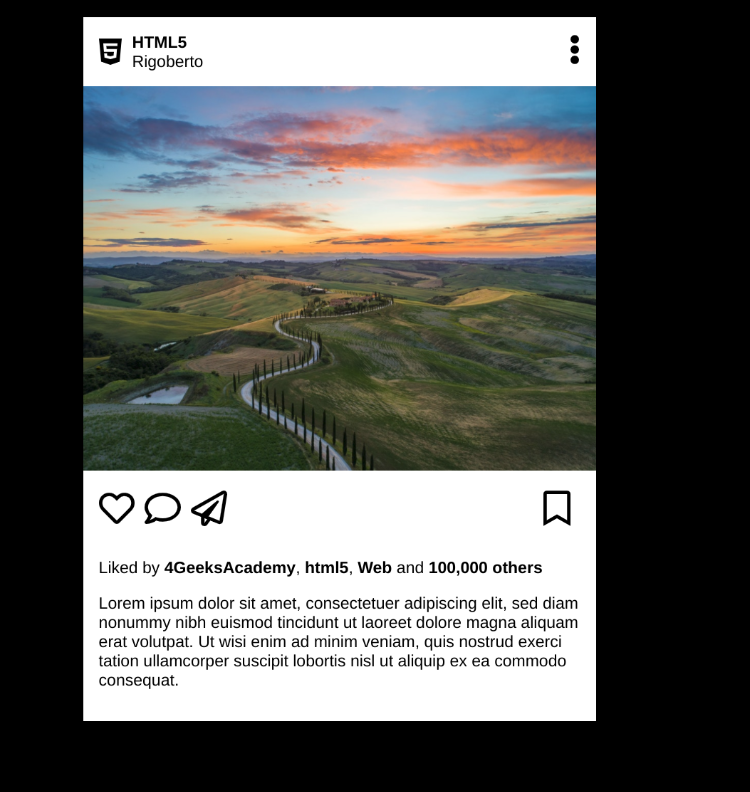 HTML5
Rigoberto
Liked by 4GeeksAcademy, html5, Web and 100,000 others
Lorem ipsum dolor sit amet, consectetuer adipiscing elit, sed diam
nonummy nibh euismod tincidunt ut laoreet dolore magna aliquam
erat volutpat. Ut wisi enim ad minim veniam, quis nostrud exerci
tation ullamcorper suscipit lobortis nisl ut aliquip ex ea commodo
consequat.